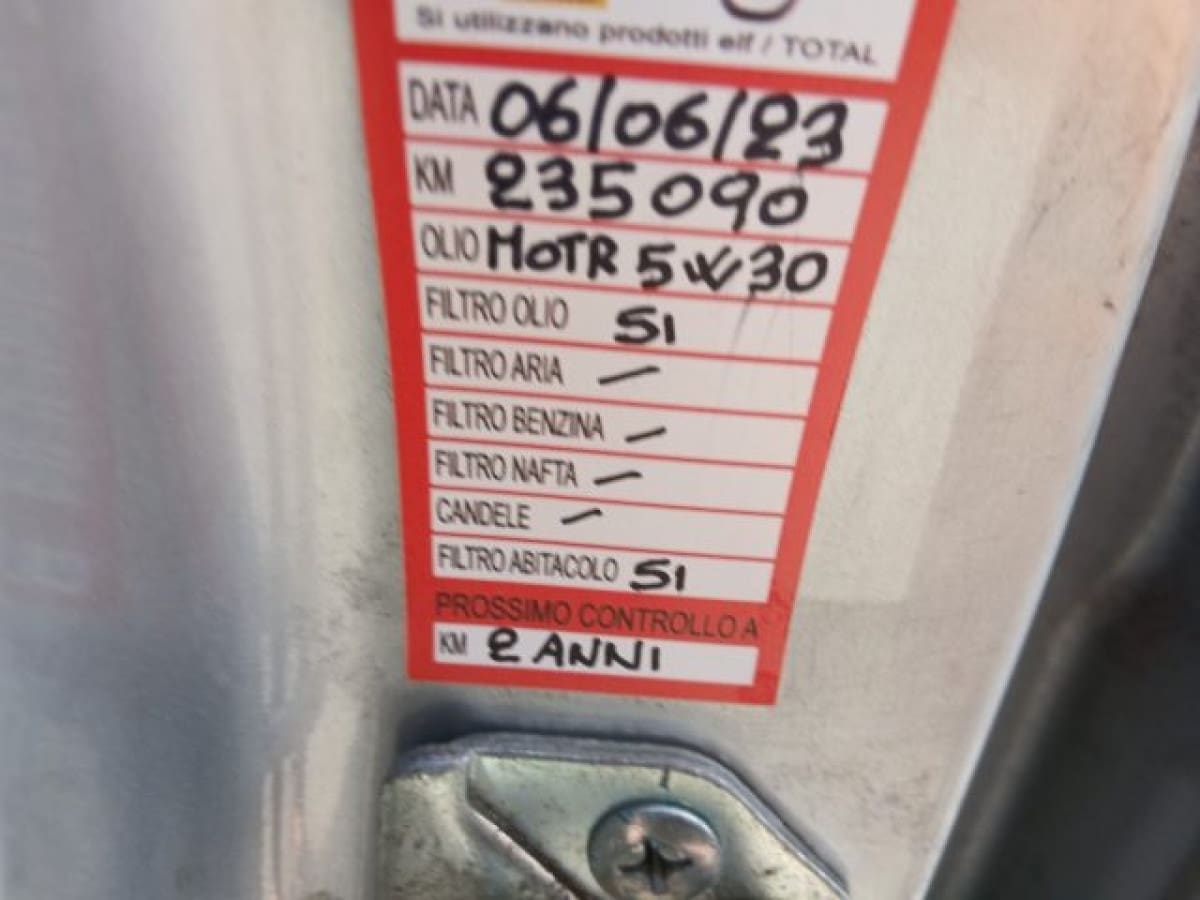 Si utilizzano prodotti elf / TOTAL
DATA 06/06/23
KM 235090
OLIO MOTR 5W30
FILTRO OLIO SI
FILTRO ARIA /
FILTRO BENZINA /
FILTRO NAFTA /
CANDELE /
FILTRO ABITACOLO SI
PROSSIMO CONTROLLO A
KM 2 ANNI